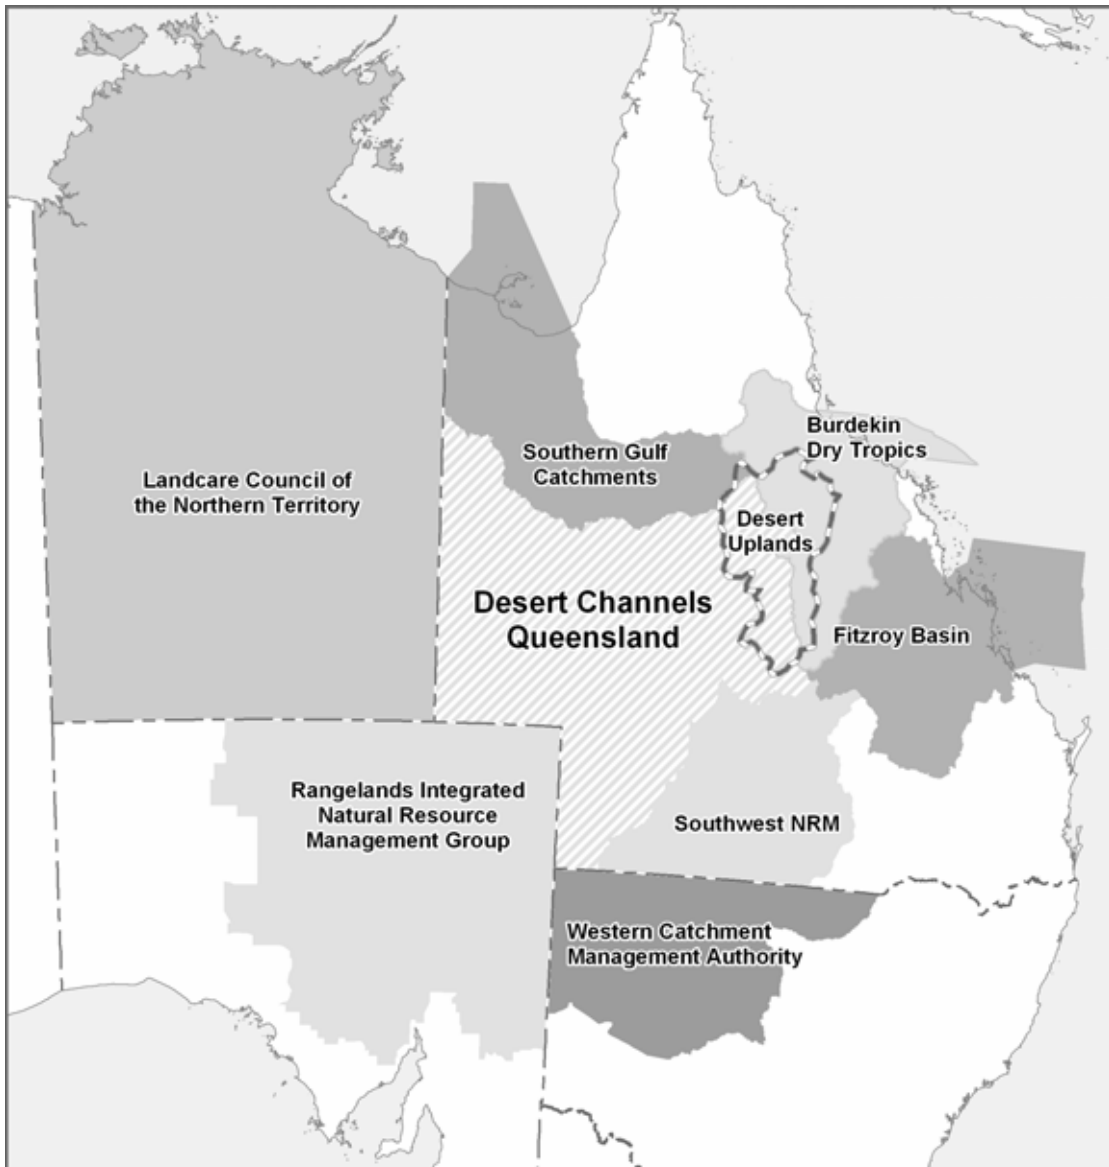 Burdekin
Dry Tropics
Southern Gulf
Catchments
Landcare Council of
the Northern Territory
Desert
Uplands
Desert Channels
Queensland
Fitzroy Basin
Rangelands Integrated
Natural Resource
Management Group
Southwest NRM
Western Catchment
Management Authority